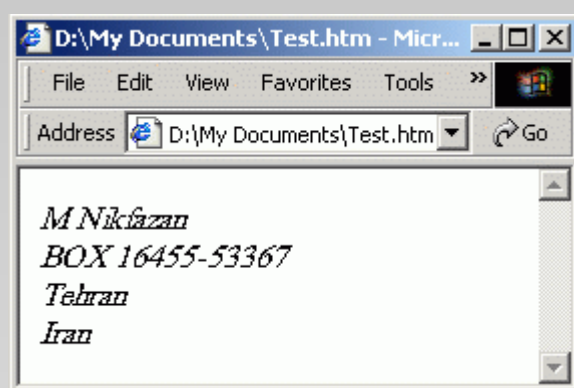 D:\My Documents\Test.htm - Micr...
File Edit View Favorites Tools »
Address D:\My Documents\Test.htm Go
M Nikfazan
BOX 16455-53367
Tehran
Iran